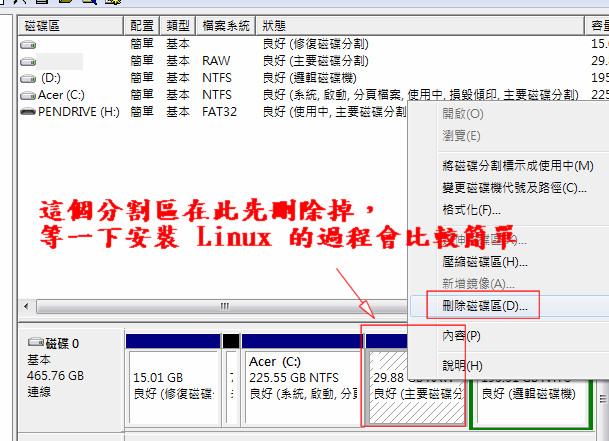 磁碟區 配置 類型 檔案系統 狀態 容量
簡單 基本 良好 (修復磁碟分割) 15.0
簡單 基本 RAW 良好 (主要磁碟分割) 29.8
(D:) 簡單 基本 NTFS 良好 (邏輯磁碟機) 195
Acer (C:) 簡單 基本 NTFS 良好 (系統, 啟動, 分頁檔案, 使用中, 損毀傾印, 主要磁碟分割) 225
PENDRIVE (H:) 簡單 基本 FAT32 良好 (使用中, 主要磁碟分
開啟(O)
瀏覽(E)
將磁碟分割標示成使用中(M)
變更磁碟機代號及路徑(C)...
格式化(F)...
壓縮磁碟區(H)...
新增鏡像(A)...
刪除磁碟區(D)...
內容(P)
說明(H)
這個分割區在此先刪除掉，
等一下安裝 Linux 的過程會比較簡單
磁碟 0
基本
465.76 GB
連線
15.01 GB
良好 (修復磁碟
Acer (C:)
225.55 GB NTFS
良好 (系統, 啟動, 分頁
29.88 GB RAW
良好 (主要磁碟分
良好 (邏輯磁碟機)